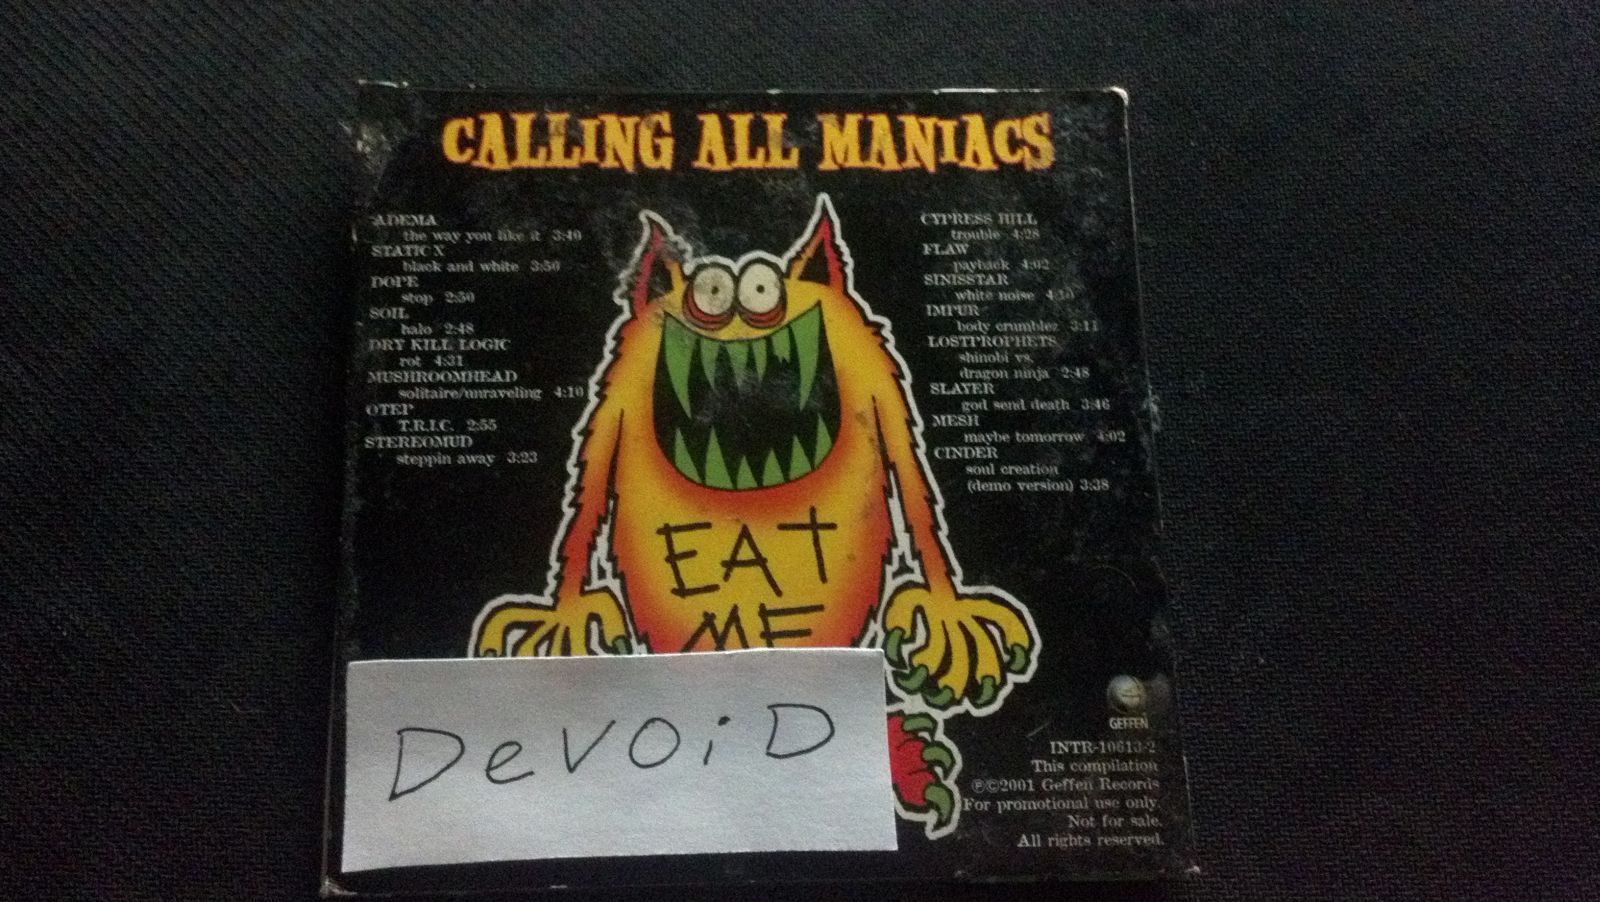 CALLING ALL MANIACS
ADEMA
the way you like it 3:40
STATIC X
black and white 3:50
DOPE
stop 2:50
SOIL
halo 2:48
DRY KILL LOGIC
rot 4:31
MUSHROOMHEAD
solitaire/unraveling 4:10
OTEP
T.R.I.C. 2:55
STEREOMUD
steppin away 3:23
CYPRESS HILL
trouble 4:28
FLAW
payback 4:02
SINISSTAR
white noise
IMPUR
body crumblez 3:11
LOSTPROPHETS
shinobi vs.
dragon ninja 2:48
SLAYER
god send death 3:46
MESH
maybe tomorrow 4:02
CINDER
soul creation
(demo version) 3:38
EAT
ME
DeVOiD
GEFFEN
INTR-10613-2
This compilation
℗©2001 Geffen Records
For promotional use only.
Not for sale.
All rights reserved.